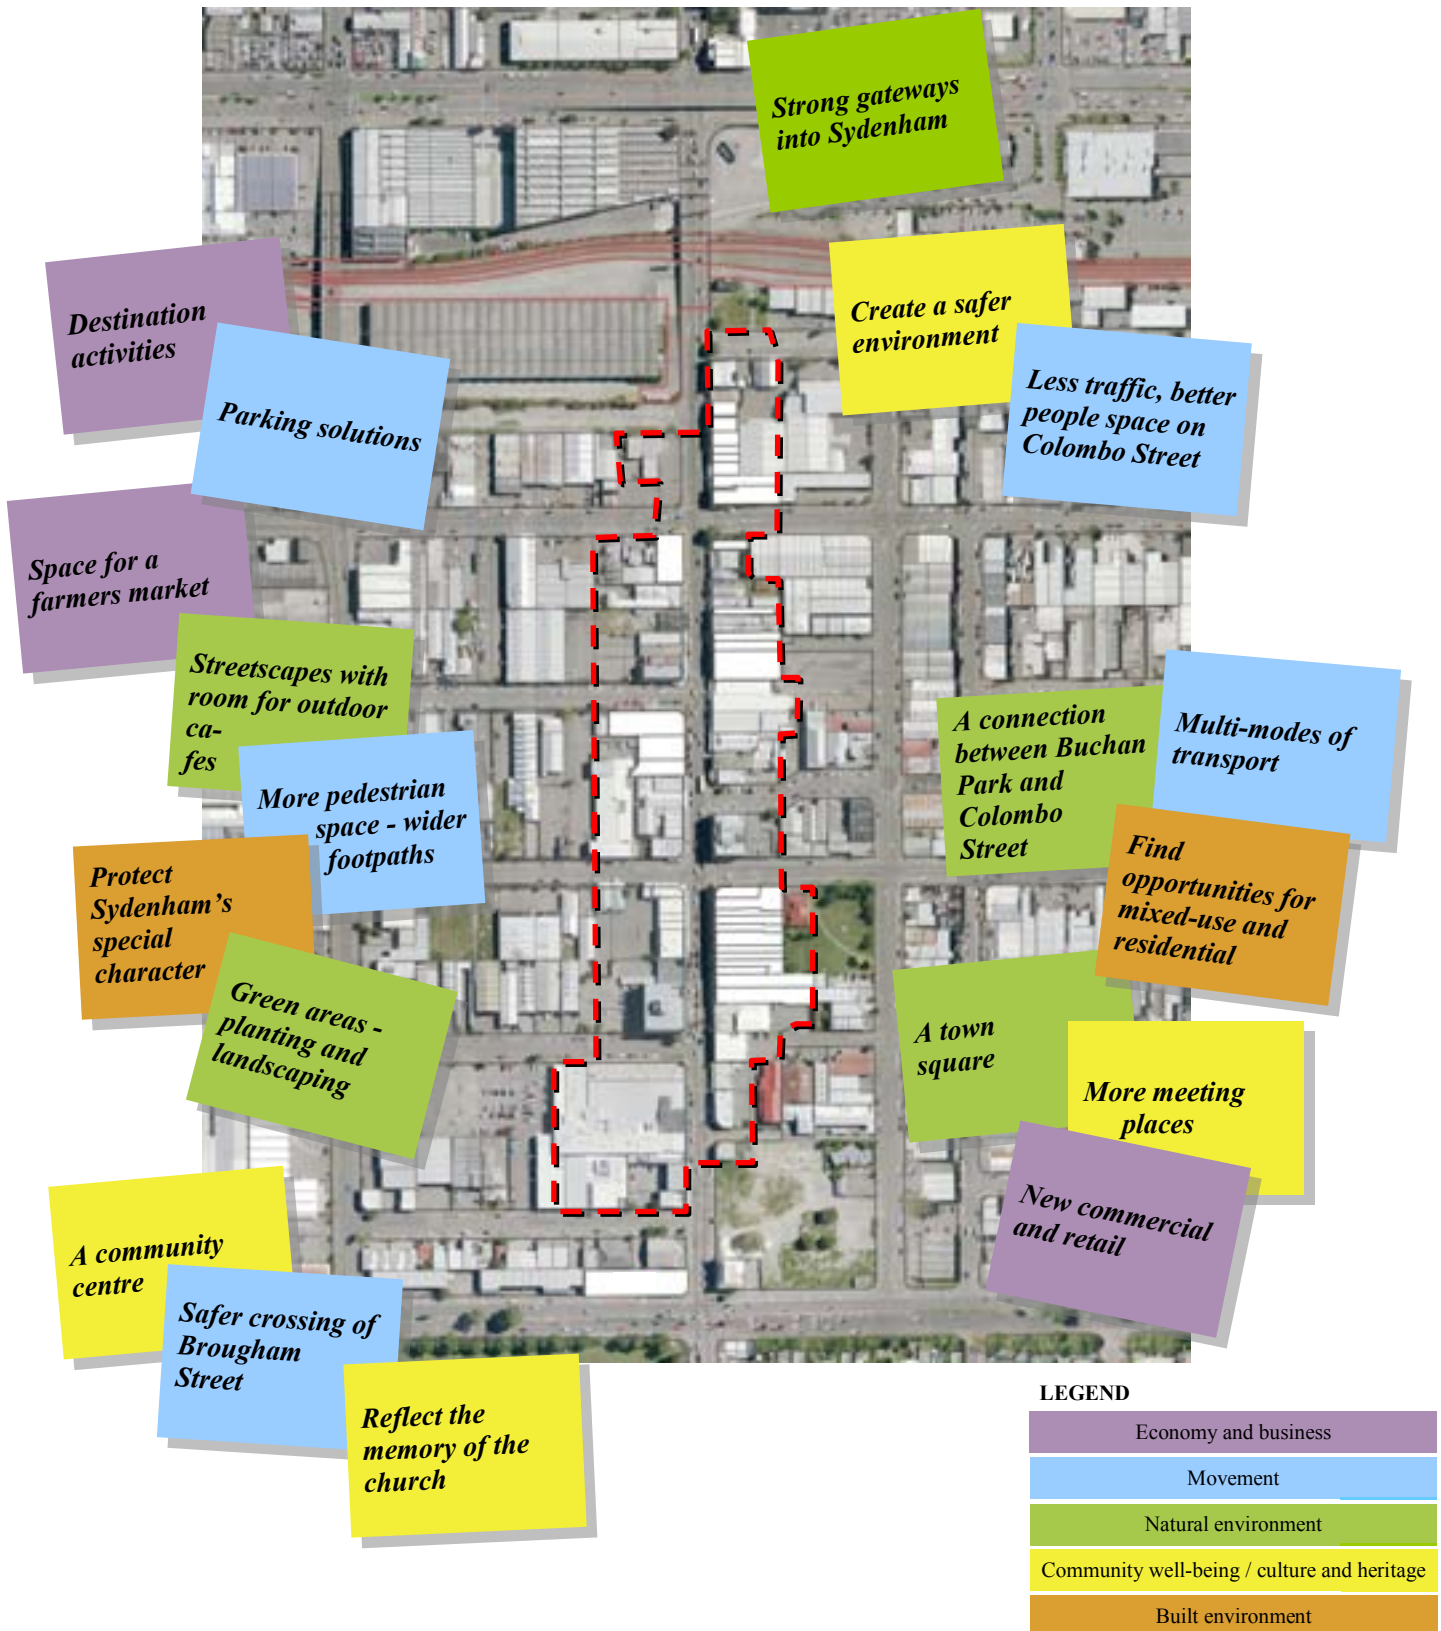 Strong gateways
into Sydenham
Destination
activities
Create a safer
environment
Parking solutions
Less traffic, better
people space on
Colombo Street
Space for a
farmers market
Streetscapes with
room for outdoor
ca-
fes
A connection
between Buchan
Park and
Colombo
Street
Multi-modes of
transport
More pedestrian
space - wider
footpaths
Find
opportunities for
mixed-use and
residential
Protect
Sydenham’s
special
character
Green areas -
planting and
landscaping
A town
square
More meeting
places
New commercial
and retail
A community
centre
Safer crossing of
Brougham
Street
Reflect the
memory of the
church
LEGEND
Economy and business
Movement
Natural environment
Community well-being / culture and heritage
Built environment